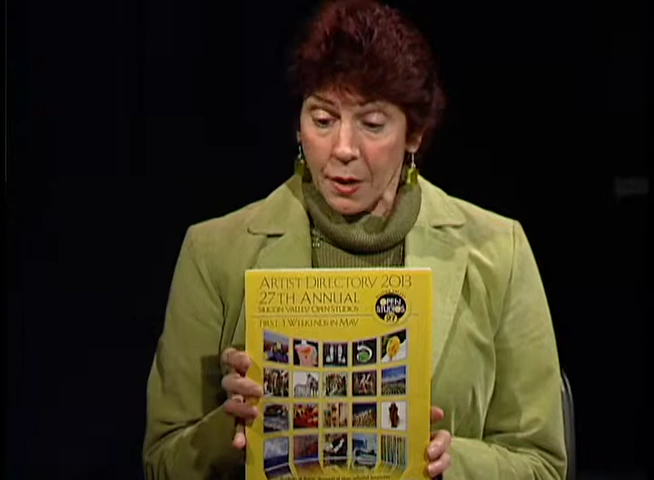 ARTIST DIRECTORY 2013
27TH ANNUAL
SILICON VALLEY OPEN STUDIOS
FIRST 3 WEEKENDS IN MAY
OPEN
STUDIOS